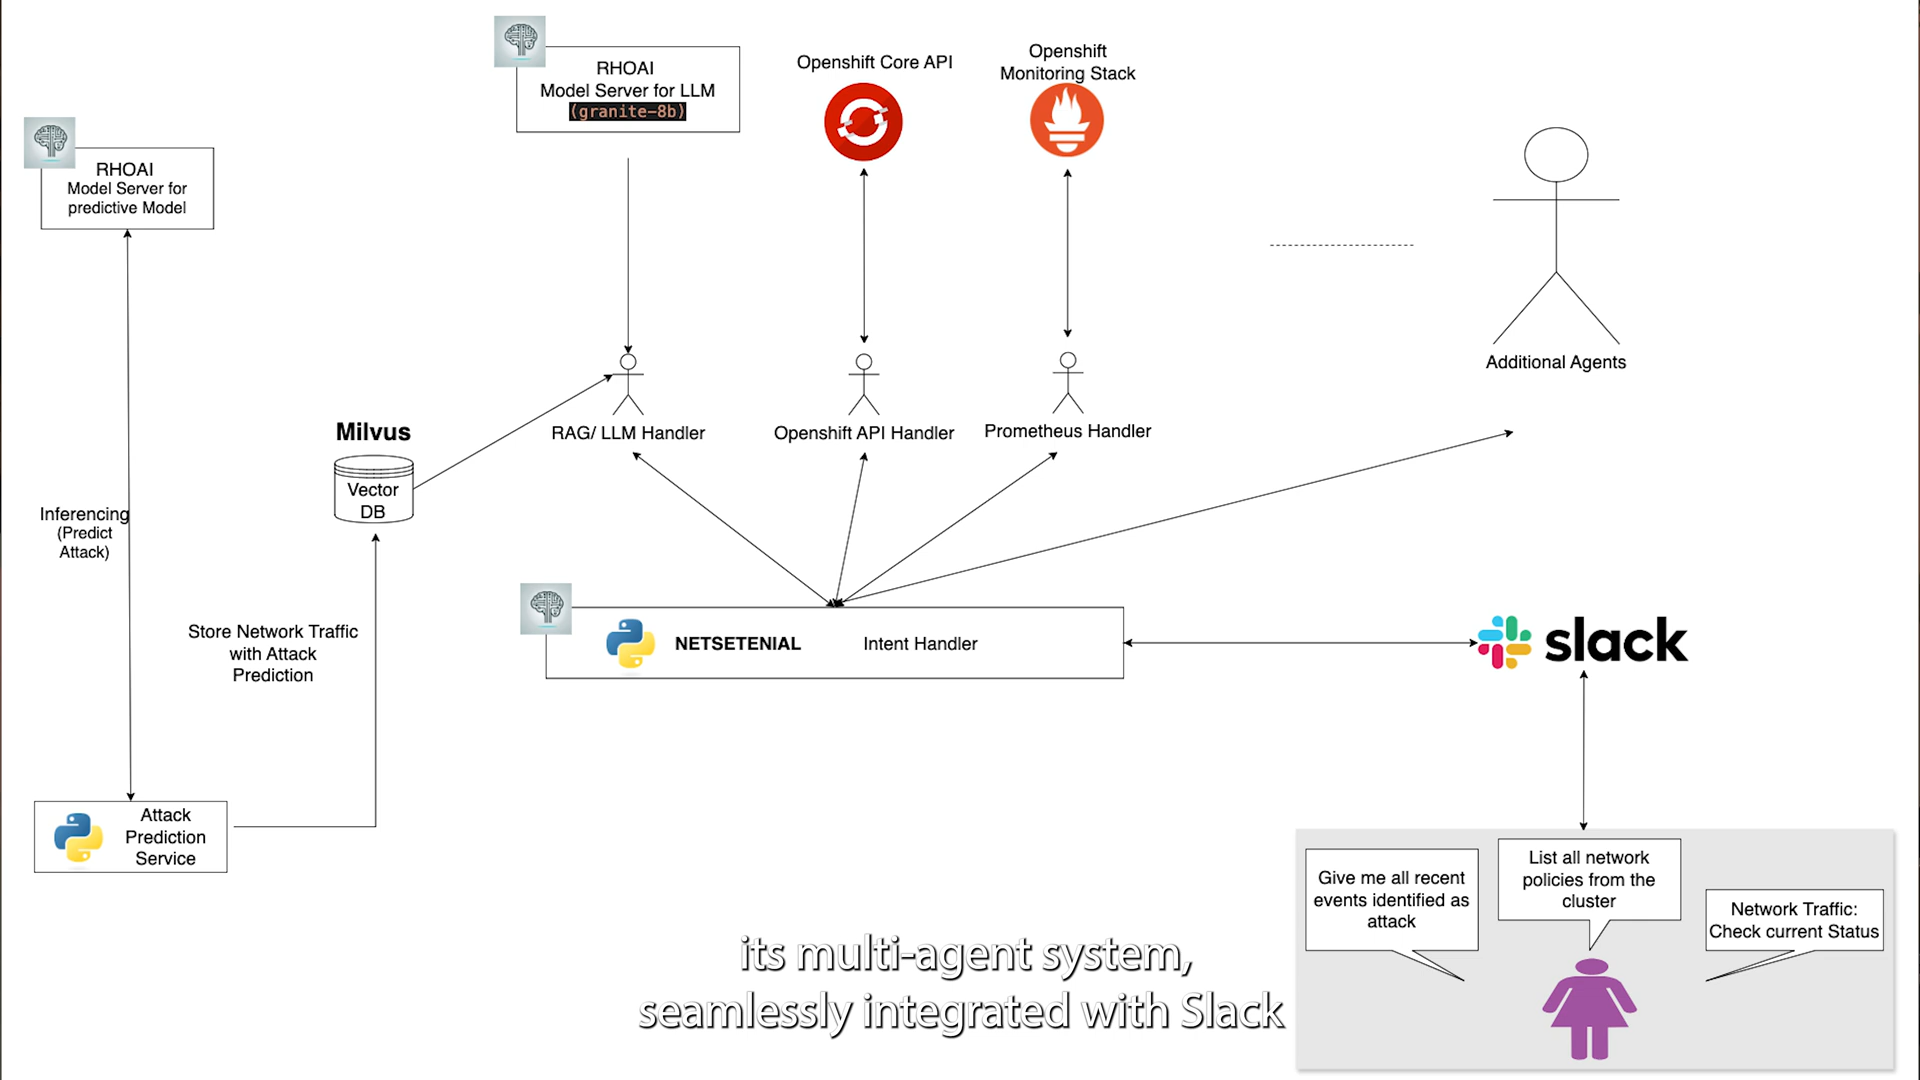 RHOAI
Model Server for LLM
(granite-8b)
Openshift Core API
Openshift
Monitoring Stack
RHOAI
Model Server for
predictive Model
Additional Agents
RAG/ LLM Handler
Openshift API Handler
Prometheus Handler
Milvus
Vector
DB
Inferencing
(Predict
Attack)
Store Network Traffic
with Attack
Prediction
NETSETENIAL
Intent Handler
slack
Attack
Prediction
Service
Give me all recent
events identified as
attack
List all network
policies from the
cluster
Network Traffic:
Check current Status
its multi-agent system,
seamlessly integrated with Slack